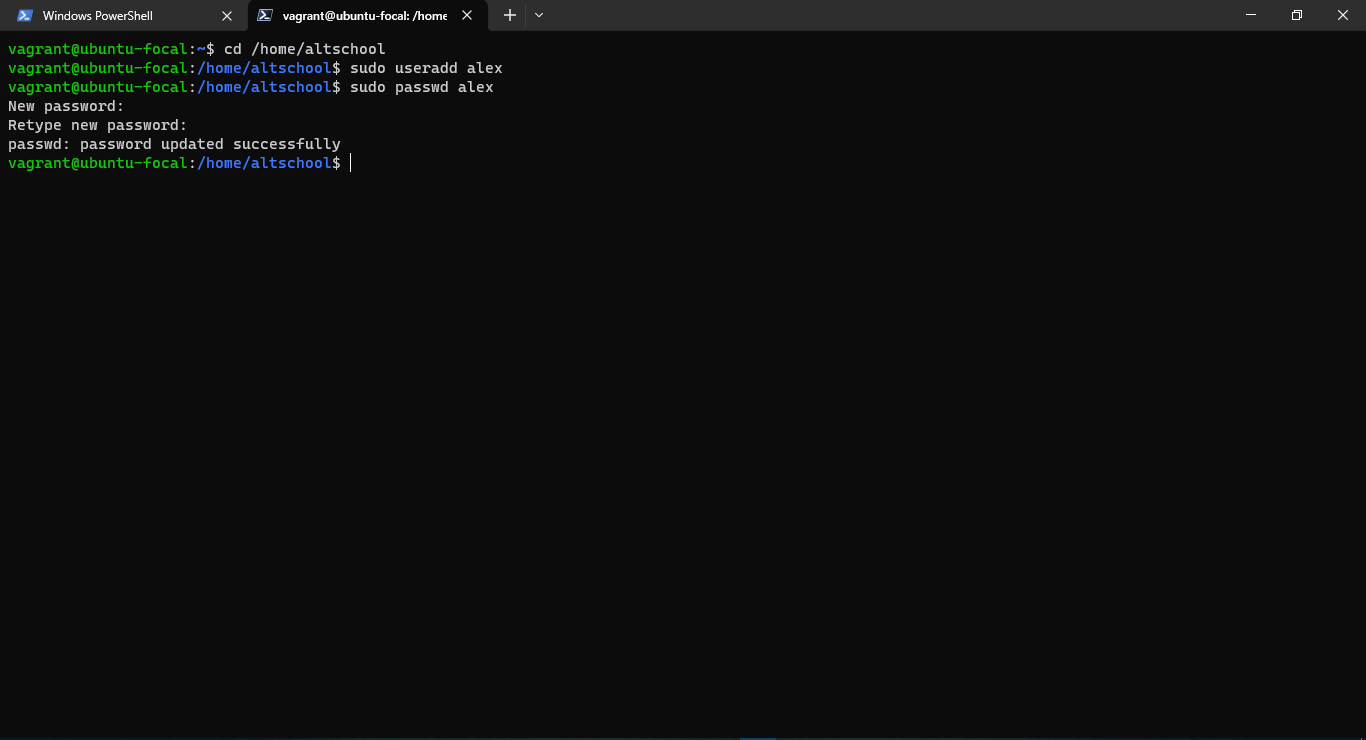 Windows PowerShell
vagrant@ubuntu-focal: /home
vagrant@ubuntu-focal:~$ cd /home/altschool
vagrant@ubuntu-focal:/home/altschool$ sudo useradd alex
vagrant@ubuntu-focal:/home/altschool$ sudo passwd alex
New password:
Retype new password:
passwd: password updated successfully
vagrant@ubuntu-focal:/home/altschool$